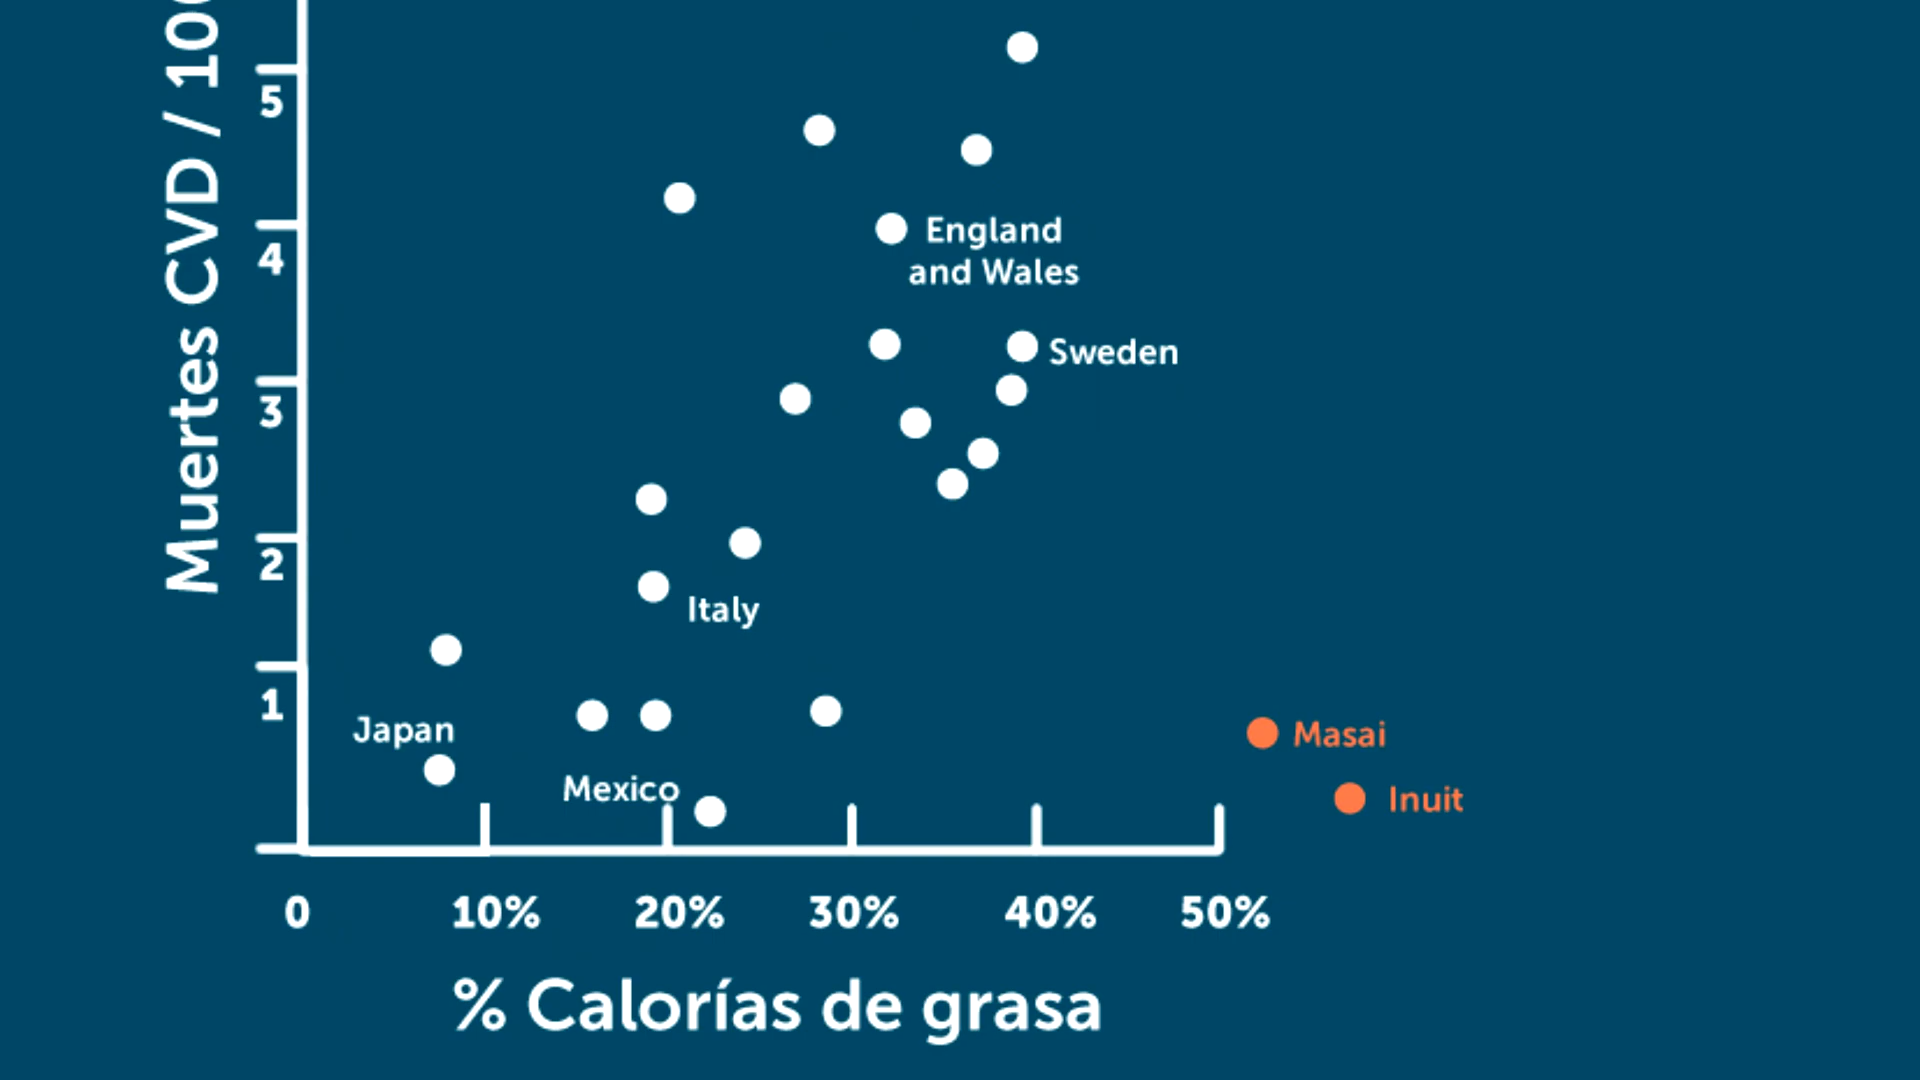 Muertes CVD / 100
5
4
3
2
1
England
and Wales
Sweden
Italy
Japan
Mexico
Masai
Inuit
0 10% 20% 30% 40% 50%
% Calorías de grasa